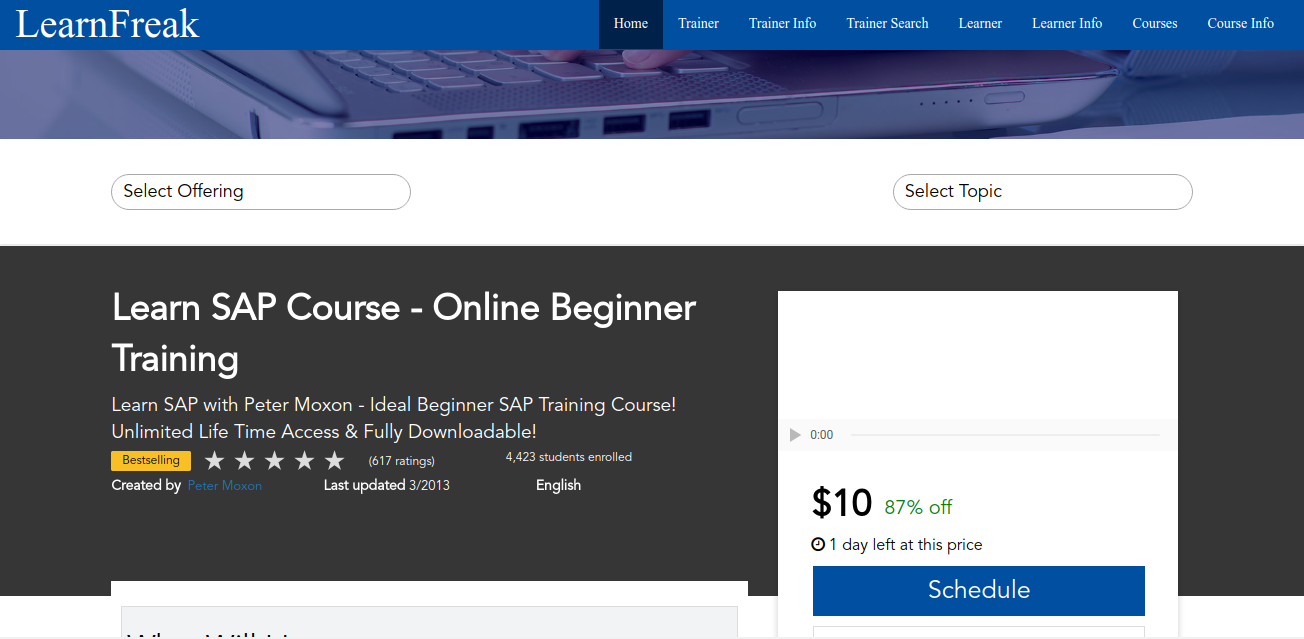 LearnFreak
Home Trainer Trainer Info Trainer Search Learner Learner Info Courses Course Info
Select Offering
Select Topic
Learn SAP Course - Online Beginner
Training
Learn SAP with Peter Moxon - Ideal Beginner SAP Training Course!
Unlimited Life Time Access & Fully Downloadable!
Bestselling (617 ratings) 4,423 students enrolled
Created by Peter Moxon Last updated 3/2013 English
0:00
$10 87% off
1 day left at this price
Schedule